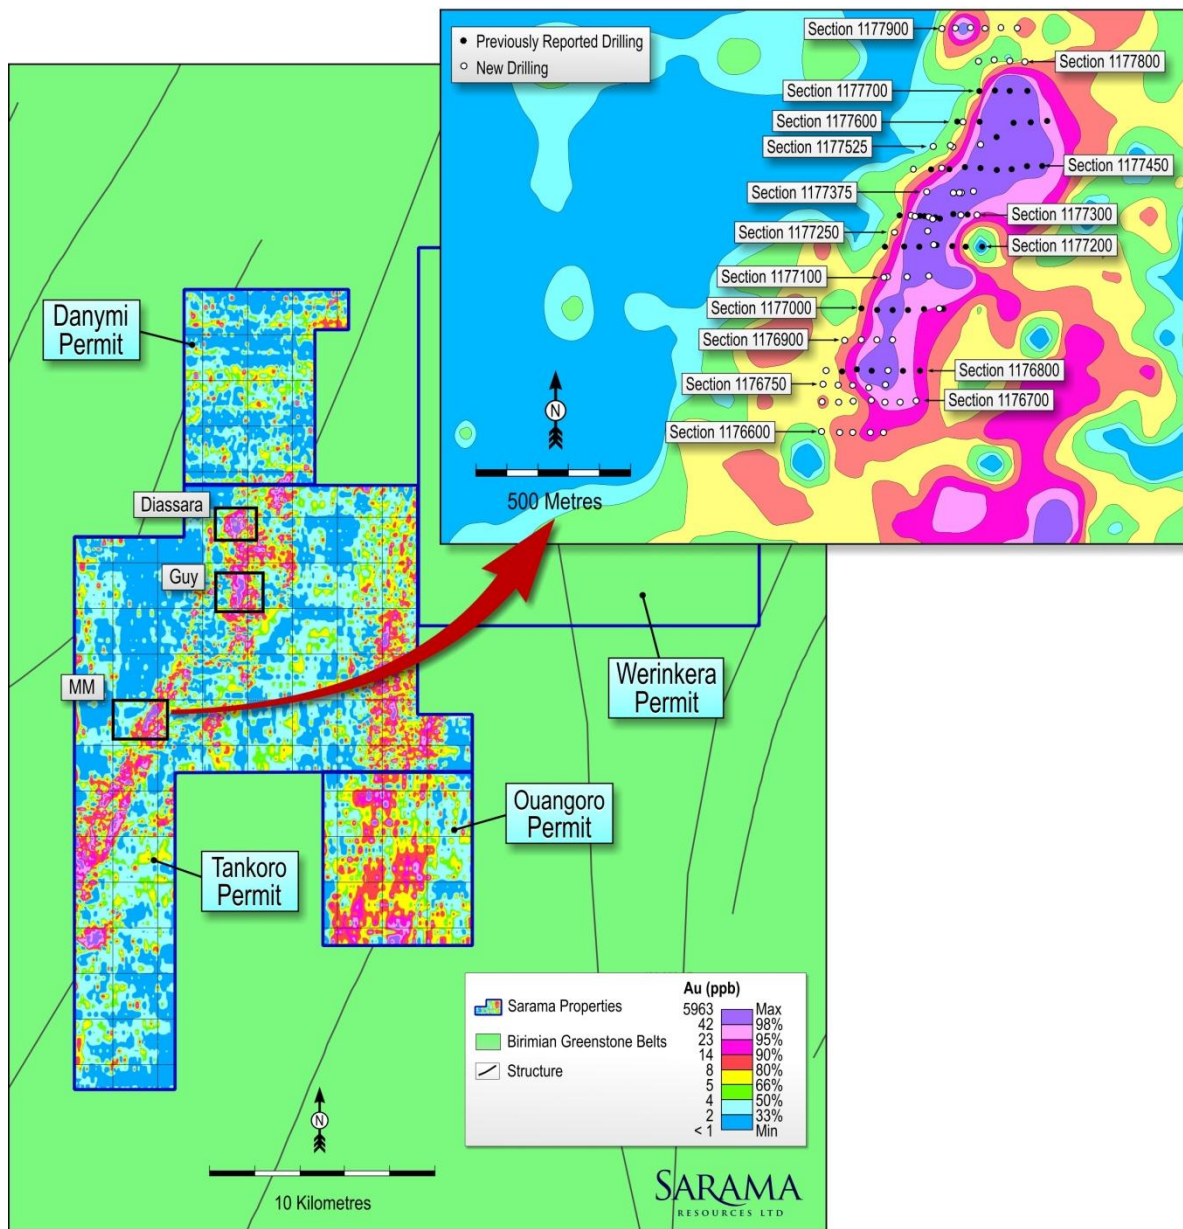 Previously Reported Drilling
New Drilling
Section 1177900
Section 1177800
Section 1177700
Section 1177600
Section 1177525
Section 1177450
Section 1177375
Section 1177300
Section 1177250
Section 1177200
Section 1177100
Section 1177000
Section 1176900
Section 1176800
Section 1176750
Section 1176700
Section 1176600
N
500 Metres
Danymi
Permit
Diassara
Guy
MM
Werinkera
Permit
Ouangoro
Permit
Tankoro
Permit
Sarama Properties
Birimian Greenstone Belts
Structure
Au (ppb)
5963 Max
42 98%
23 95%
14 90%
8 80%
5 66%
4 50%
2 33%
< 1 Min
N
10 Kilometres
SARAMA
RESOURCES LTD